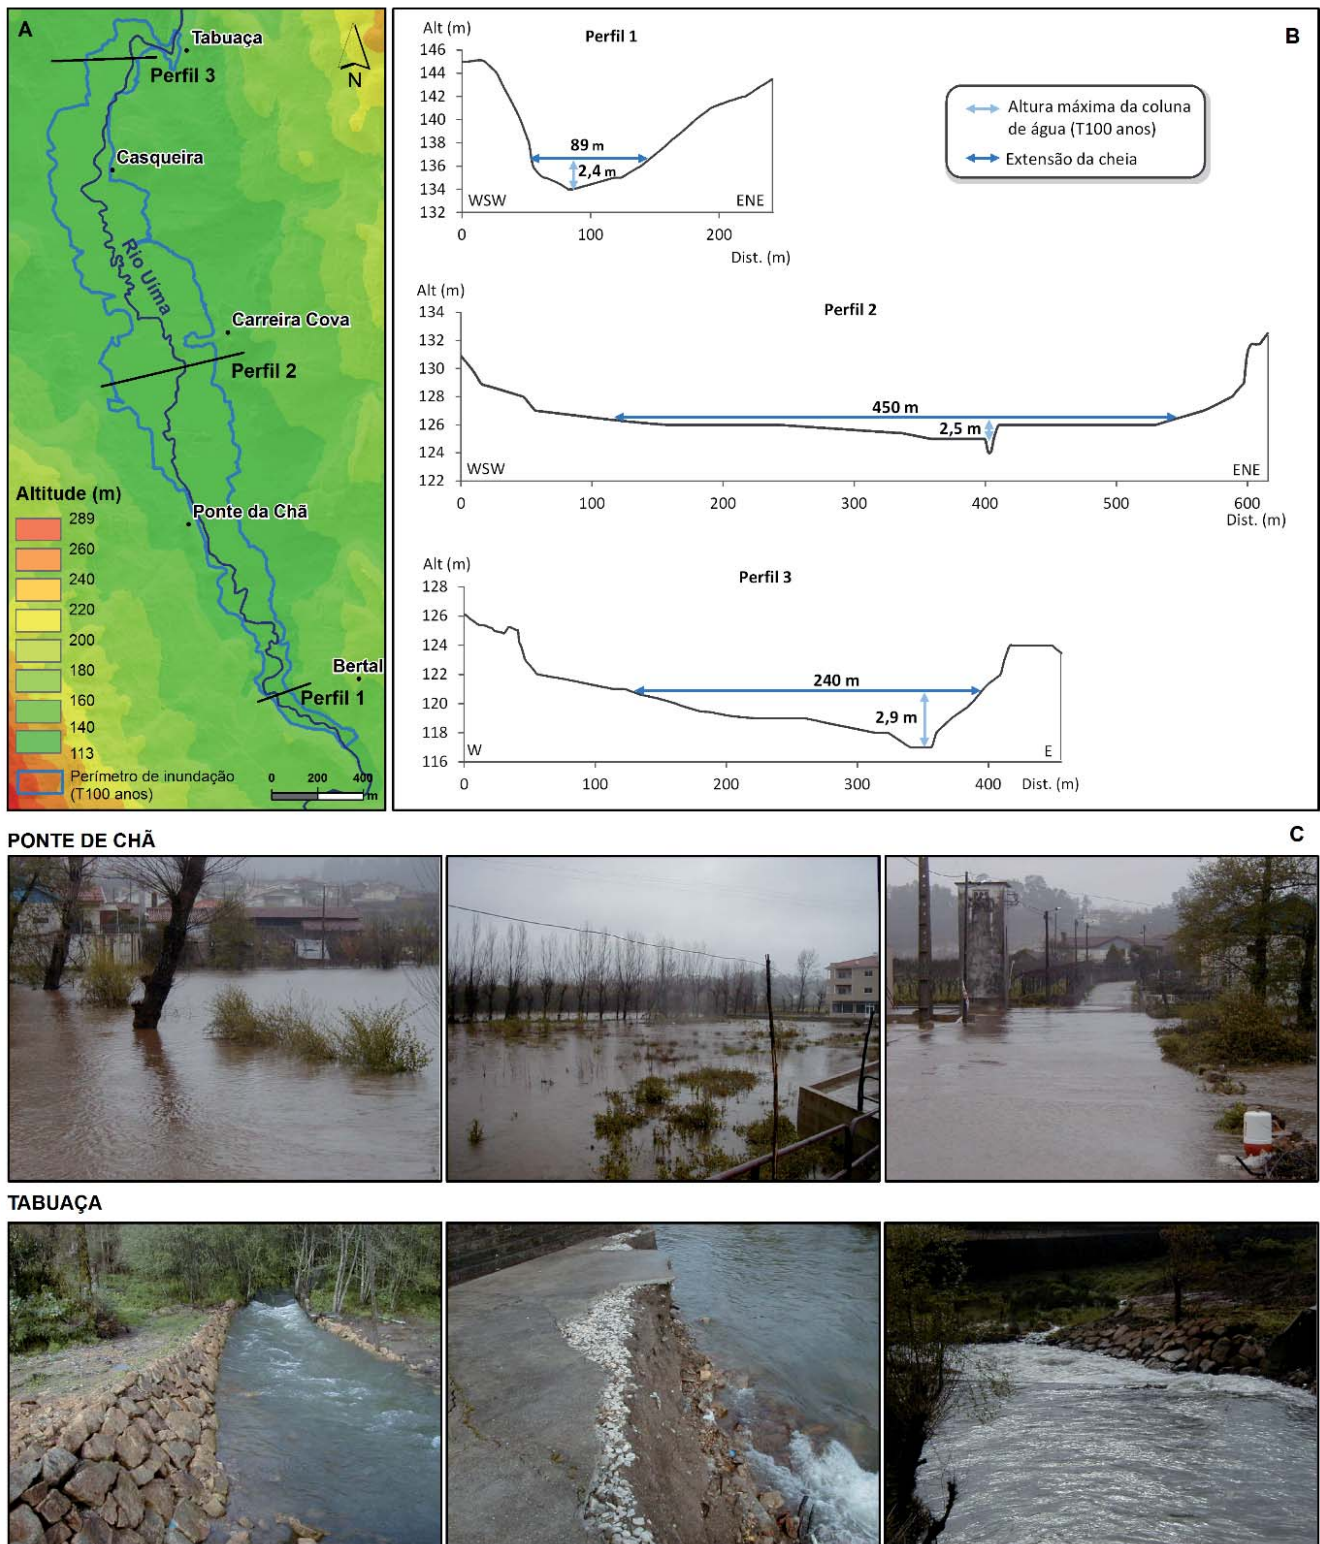 A
Tabuaça
Perfil 3
N
Casqueira
Rio Uíma
Carreira Cova
Perfil 2
Altitude (m)
289
260
240
220
200
180
160
140
113
Ponte da Chã
Bertal
Perfil 1
Perímetro de inundação
(T100 anos)
0 200 400
m
B
Alt (m)
Perfil 1
146
144
142
140
138
136
134
132
89 m
2,4 m
WSW
ENE
0 100 200
Dist. (m)
Altura máxima da coluna
de água (T100 anos)
Extensão da cheia
Alt (m)
Perfil 2
134
132
130
128
126
124
122
450 m
2,5 m
WSW
ENE
0 100 200 300 400 500 600
Dist. (m)
Alt (m)
Perfil 3
128
126
124
122
120
118
116
240 m
2,9 m
W
E
0 100 200 300 400 Dist. (m)
PONTE DE CHÃ
C
TABUAÇA